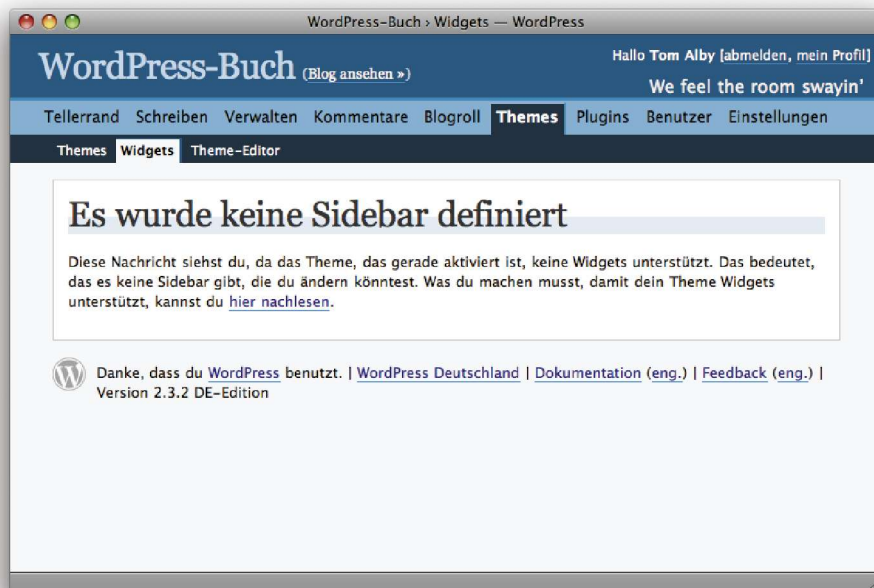 WordPress-Buch › Widgets — WordPress
WordPress-Buch (Blog ansehen »)
Hallo Tom Alby [abmelden, mein Profil]
We feel the room swayin'
Tellerrand Schreiben Verwalten Kommentare Blogroll Themes Plugins Benutzer Einstellungen
Themes Widgets Theme-Editor
Es wurde keine Sidebar definiert
Diese Nachricht siehst du, da das Theme, das gerade aktiviert ist, keine Widgets unterstützt. Das bedeutet,
das es keine Sidebar gibt, die du ändern könntest. Was du machen musst, damit dein Theme Widgets
unterstützt, kannst du hier nachlesen.
Danke, dass du WordPress benutzt. | WordPress Deutschland | Dokumentation (eng.) | Feedback (eng.) |
Version 2.3.2 DE-Edition